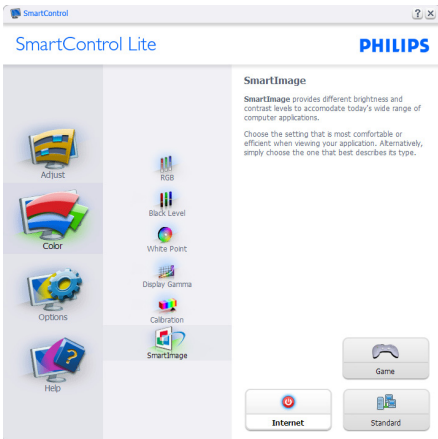 SmartControl
SmartControl Lite
PHILIPS
Adjust
Color
Options
Help
RGB
Black Level
White Point
Display Gamma
Calibration
SmartImage
SmartImage
SmartImage provides different brightness and
contrast levels to accomodate today's wide range of
computer applications.
Choose the setting that is most comfortable or
efficient when viewing your application. Alternatively,
simply choose the one that best describes its type.
Game
Internet
Standard